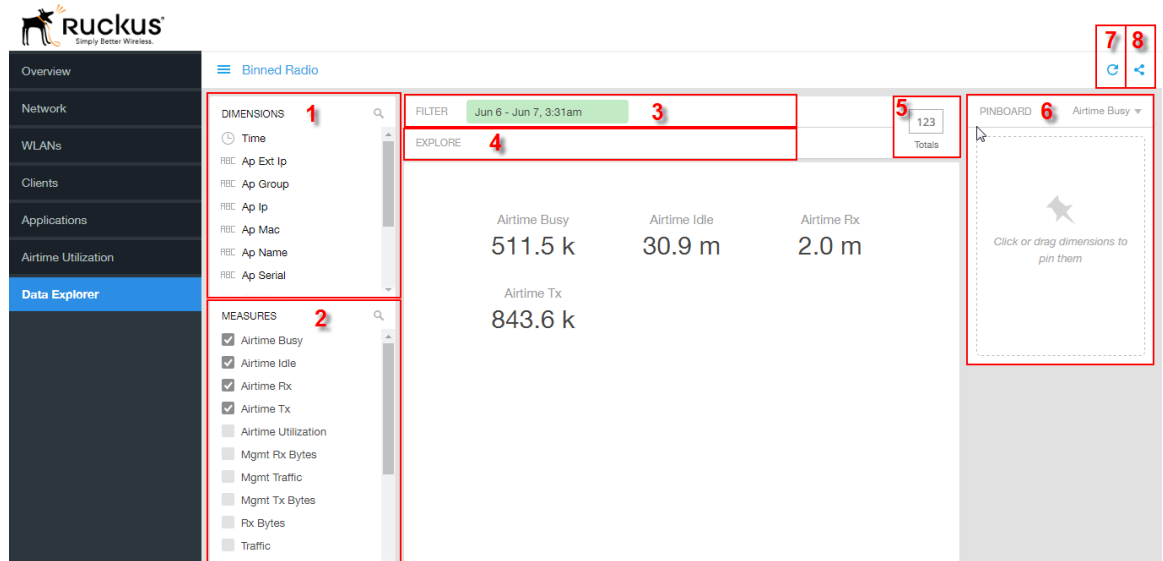 RUCKUS
Simply Better Wireless.
7
8
Overview
Network
WLANs
Clients
Applications
Airtime Utilization
Data Explorer
Binned Radio
DIMENSIONS
1
Time
ABC Ap Ext Ip
ABC Ap Group
ABC Ap Ip
ABC Ap Mac
ABC Ap Name
ABC Ap Serial
MEASURES
2
Airtime Busy
Airtime Idle
Airtime Rx
Airtime Tx
Airtime Utilization
Mgmt Rx Bytes
Mgmt Traffic
Mgmt Tx Bytes
Rx Bytes
Traffic
FILTER Jun 6 - Jun 7, 3:31am 3
EXPLORE 4
5
123
Totals
Airtime Busy
511.5 k
Airtime Idle
30.9 m
Airtime Rx
2.0 m
Airtime Tx
843.6 k
PINBOARD 6 Airtime Busy
Click or drag dimensions to
pin them